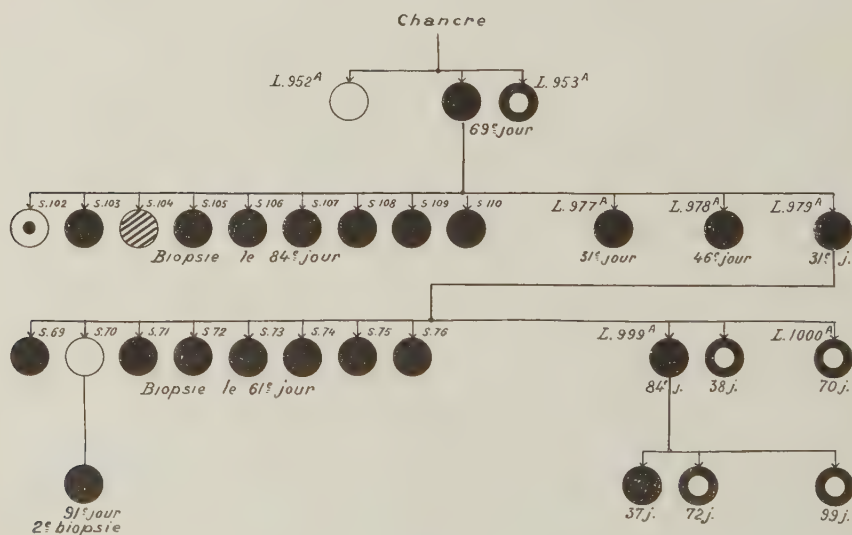 Chancre
L.952ᴬ L.953ᴬ
69ᵉ jour
S.102 S.103 S.104 S.105 S.106 S.107 S.108 S.109 S.110 L.977ᴬ L.978ᴬ L.979ᴬ
Biopsie le 84ᵉ jour 31ᵉ jour 46ᵉ jour 31ᵉ j.
S.69 S.70 S.71 S.72 S.73 S.74 S.75 S.76 L.999ᴬ L.1000ᴬ
Biopsie le 61ᵉ jour 84ᵉ j. 38 j. 70 j.
91ᵉ jour 37 j. 72 j. 99 j.
2ᵉ biopsie